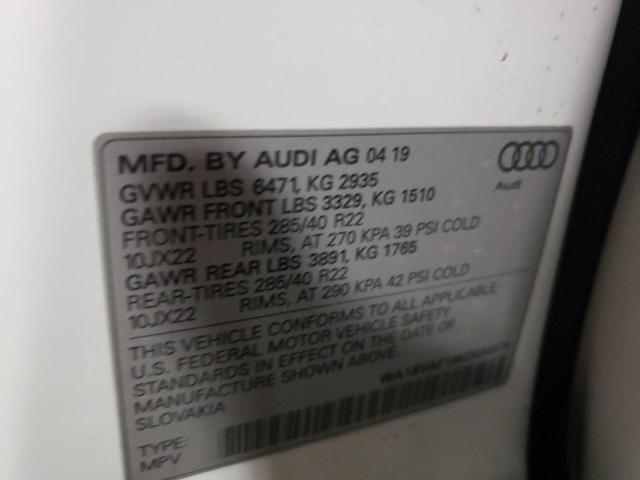 MFD. BY AUDI AG 04 19
GVWR LBS 6471, KG 2935
GAWR FRONT LBS 3329, KG 1510
FRONT-TIRES 285/40 R22
10JX22 RIMS, AT 270 KPA 39 PSI COLD
GAWR REAR LBS 3891, KG 1765
REAR-TIRES 285/40 R22
10JX22 RIMS, AT 290 KPA 42 PSI COLD
THIS VEHICLE CONFORMS TO ALL APPLICABLE
U.S. FEDERAL MOTOR VEHICLE SAFETY
STANDARDS IN EFFECT ON THE DATE OF
MANUFACTURE SHOWN ABOVE.
SLOVAKIA
TYPE:
MPV
Audi